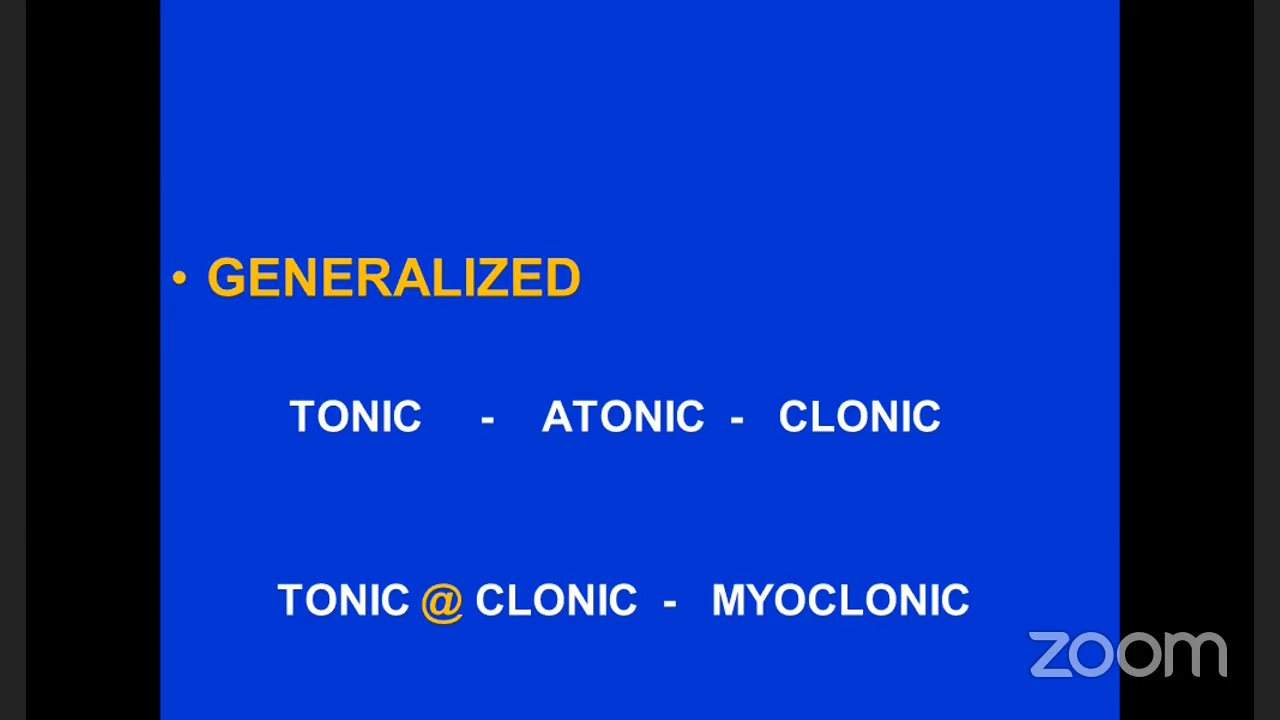 • GENERALIZED
TONIC - ATONIC - CLONIC
TONIC @ CLONIC - MYOCLONIC
zoom